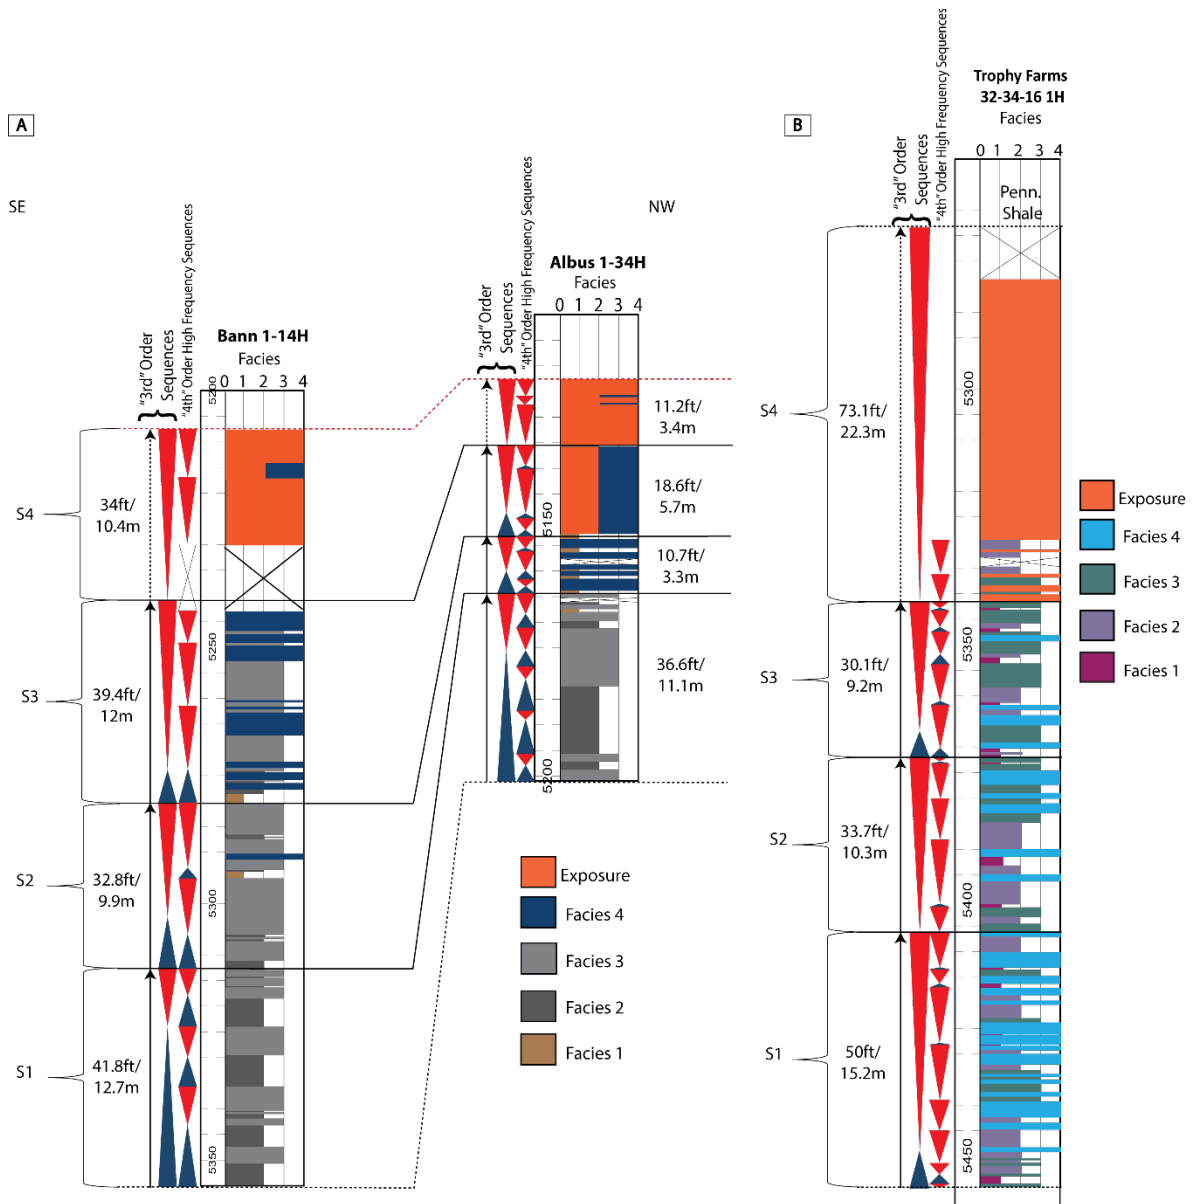 A
SE
"3rd" Order
Sequences
"4th" Order High Frequency Sequences
Bann 1-14H
Facies
0 1 2 3 4
5200
5250
5300
5350
S4
34ft/
10.4m
S3
39.4ft/
12m
S2
32.8ft/
9.9m
S1
41.8ft/
12.7m
NW
"3rd" Order
Sequences
"4th" Order High Frequency Sequences
Albus 1-34H
Facies
0 1 2 3 4
5150
5200
11.2ft/
3.4m
18.6ft/
5.7m
10.7ft/
3.3m
36.6ft/
11.1m
Exposure
Facies 4
Facies 3
Facies 2
Facies 1
B
"3rd" Order
Sequences
"4th" Order High Frequency Sequences
Trophy Farms
32-34-16 1H
Facies
0 1 2 3 4
Penn.
Shale
5300
5350
5400
5450
S4
73.1ft/
22.3m
S3
30.1ft/
9.2m
S2
33.7ft/
10.3m
S1
50ft/
15.2m
Exposure
Facies 4
Facies 3
Facies 2
Facies 1